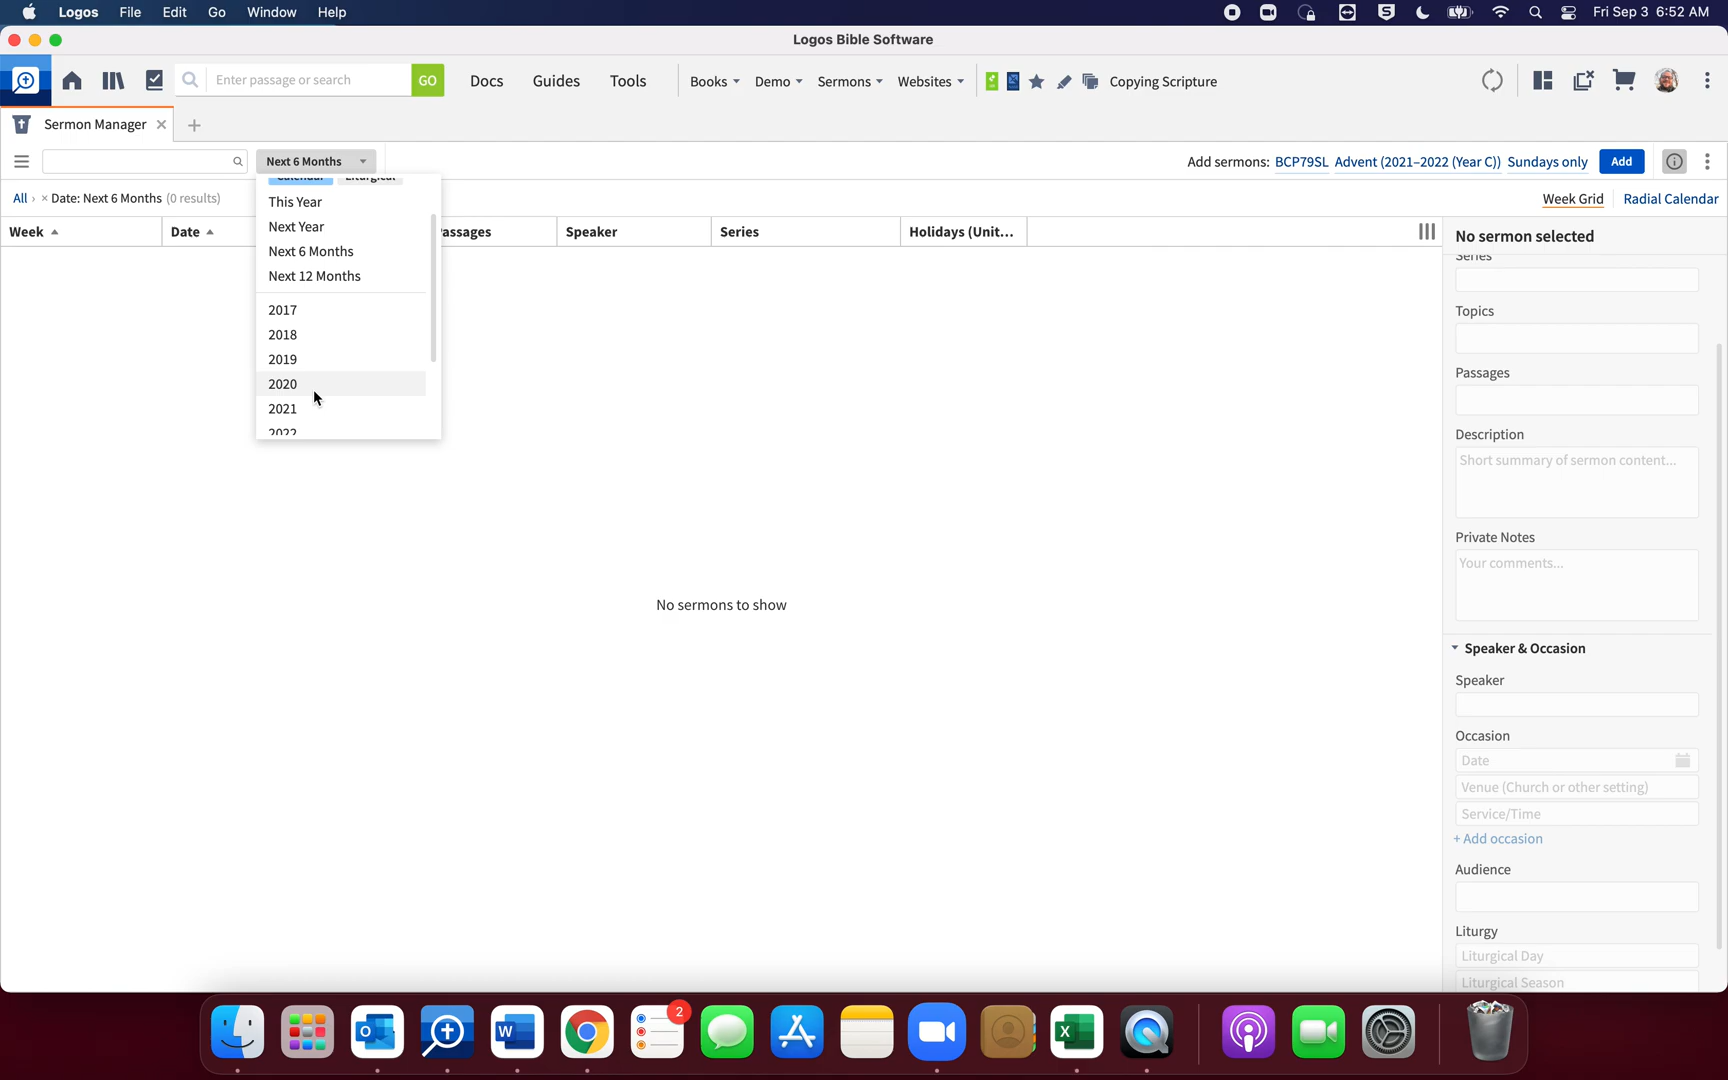 Logos File Edit Go Window Help Fri Sep 3 6:52 AM
Logos Bible Software
Enter passage or search GO Docs Guides Tools Books Demo Sermons Websites Copying Scripture
Sermon Manager
Next 6 Months Add sermons: BCP79SL Advent (2021–2022 (Year C)) Sundays only Add
Calendar Liturgical
All › × Date: Next 6 Months (0 results) Week Grid Radial Calendar
This Year
Next Year
Next 6 Months
Next 12 Months
2017
2018
2019
2020
2021
2022
Week Date assages Speaker Series Holidays (Unit...
No sermons to show
No sermon selected
Series
Topics
Passages
Description
Short summary of sermon content...
Private Notes
Your comments...
Speaker & Occasion
Speaker
Occasion
Date
Venue (Church or other setting)
Service/Time
+ Add occasion
Audience
Liturgy
Liturgical Day
Liturgical Season
2